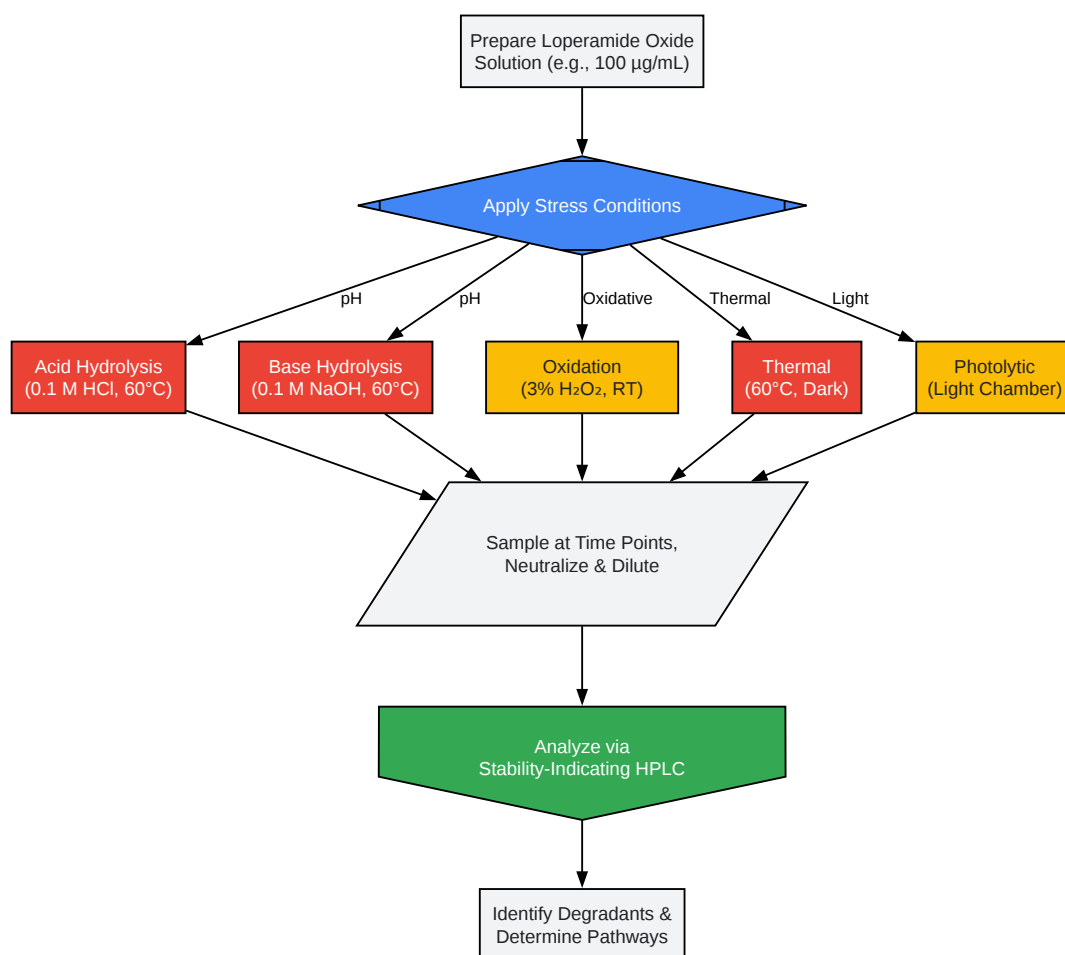 Prepare Loperamide Oxide
Solution (e.g., 100 µg/mL)
Apply Stress Conditions
pH
pH
Oxidative
Thermal
Light
Acid Hydrolysis
(0.1 M HCl, 60°C)
Base Hydrolysis
(0.1 M NaOH, 60°C)
Oxidation
(3% H₂O₂, RT)
Thermal
(60°C, Dark)
Photolytic
(Light Chamber)
Sample at Time Points,
Neutralize & Dilute
Analyze via
Stability-Indicating HPLC
Identify Degradants &
Determine Pathways